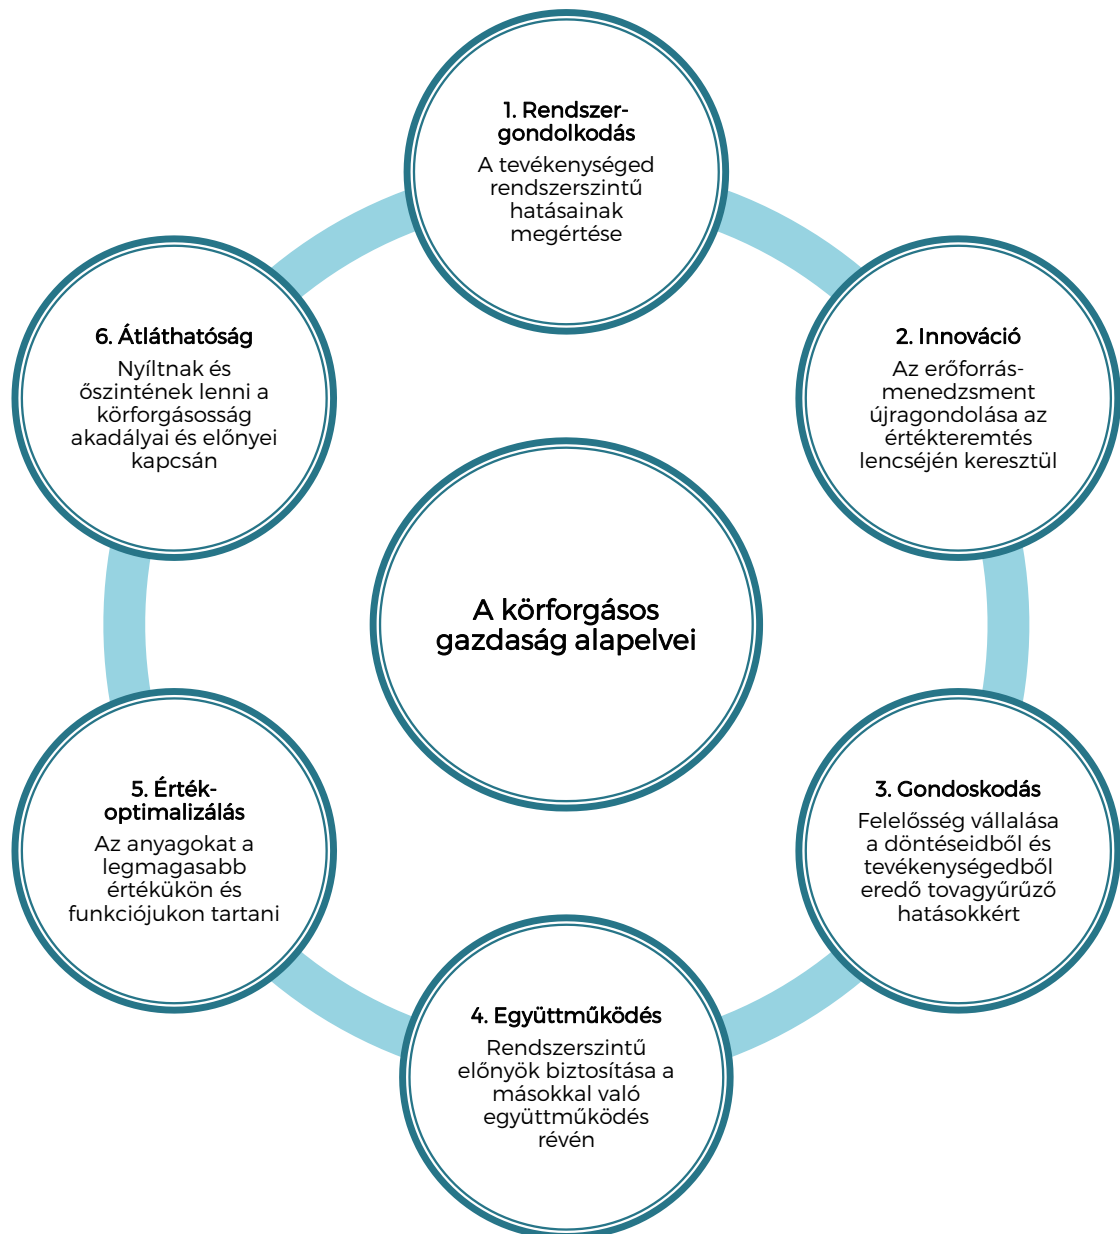 1. Rendszer-
gondolkodás
A tevékenységed
rendszerszintű
hatásainak
megértése
2. Innováció
Az erőforrás-
menedzsment
újragondolása az
értékteremtés
lencséjén keresztül
3. Gondoskodás
Felelősség vállalása
a döntéseidből és
tevékenységedből
eredő tovagyűrűző
hatásokkért
4. Együttműködés
Rendszerszintű
előnyök biztosítása a
másokkal való
együttműködés
révén
5. Érték-
optimalizálás
Az anyagokat a
legmagasabb
értékükön és
funkciójukon tartani
6. Átláthatóság
Nyíltnak és
őszintének lenni a
körforgásosság
akadályai és előnyei
kapcsán
A körforgásos
gazdaság alapelvei